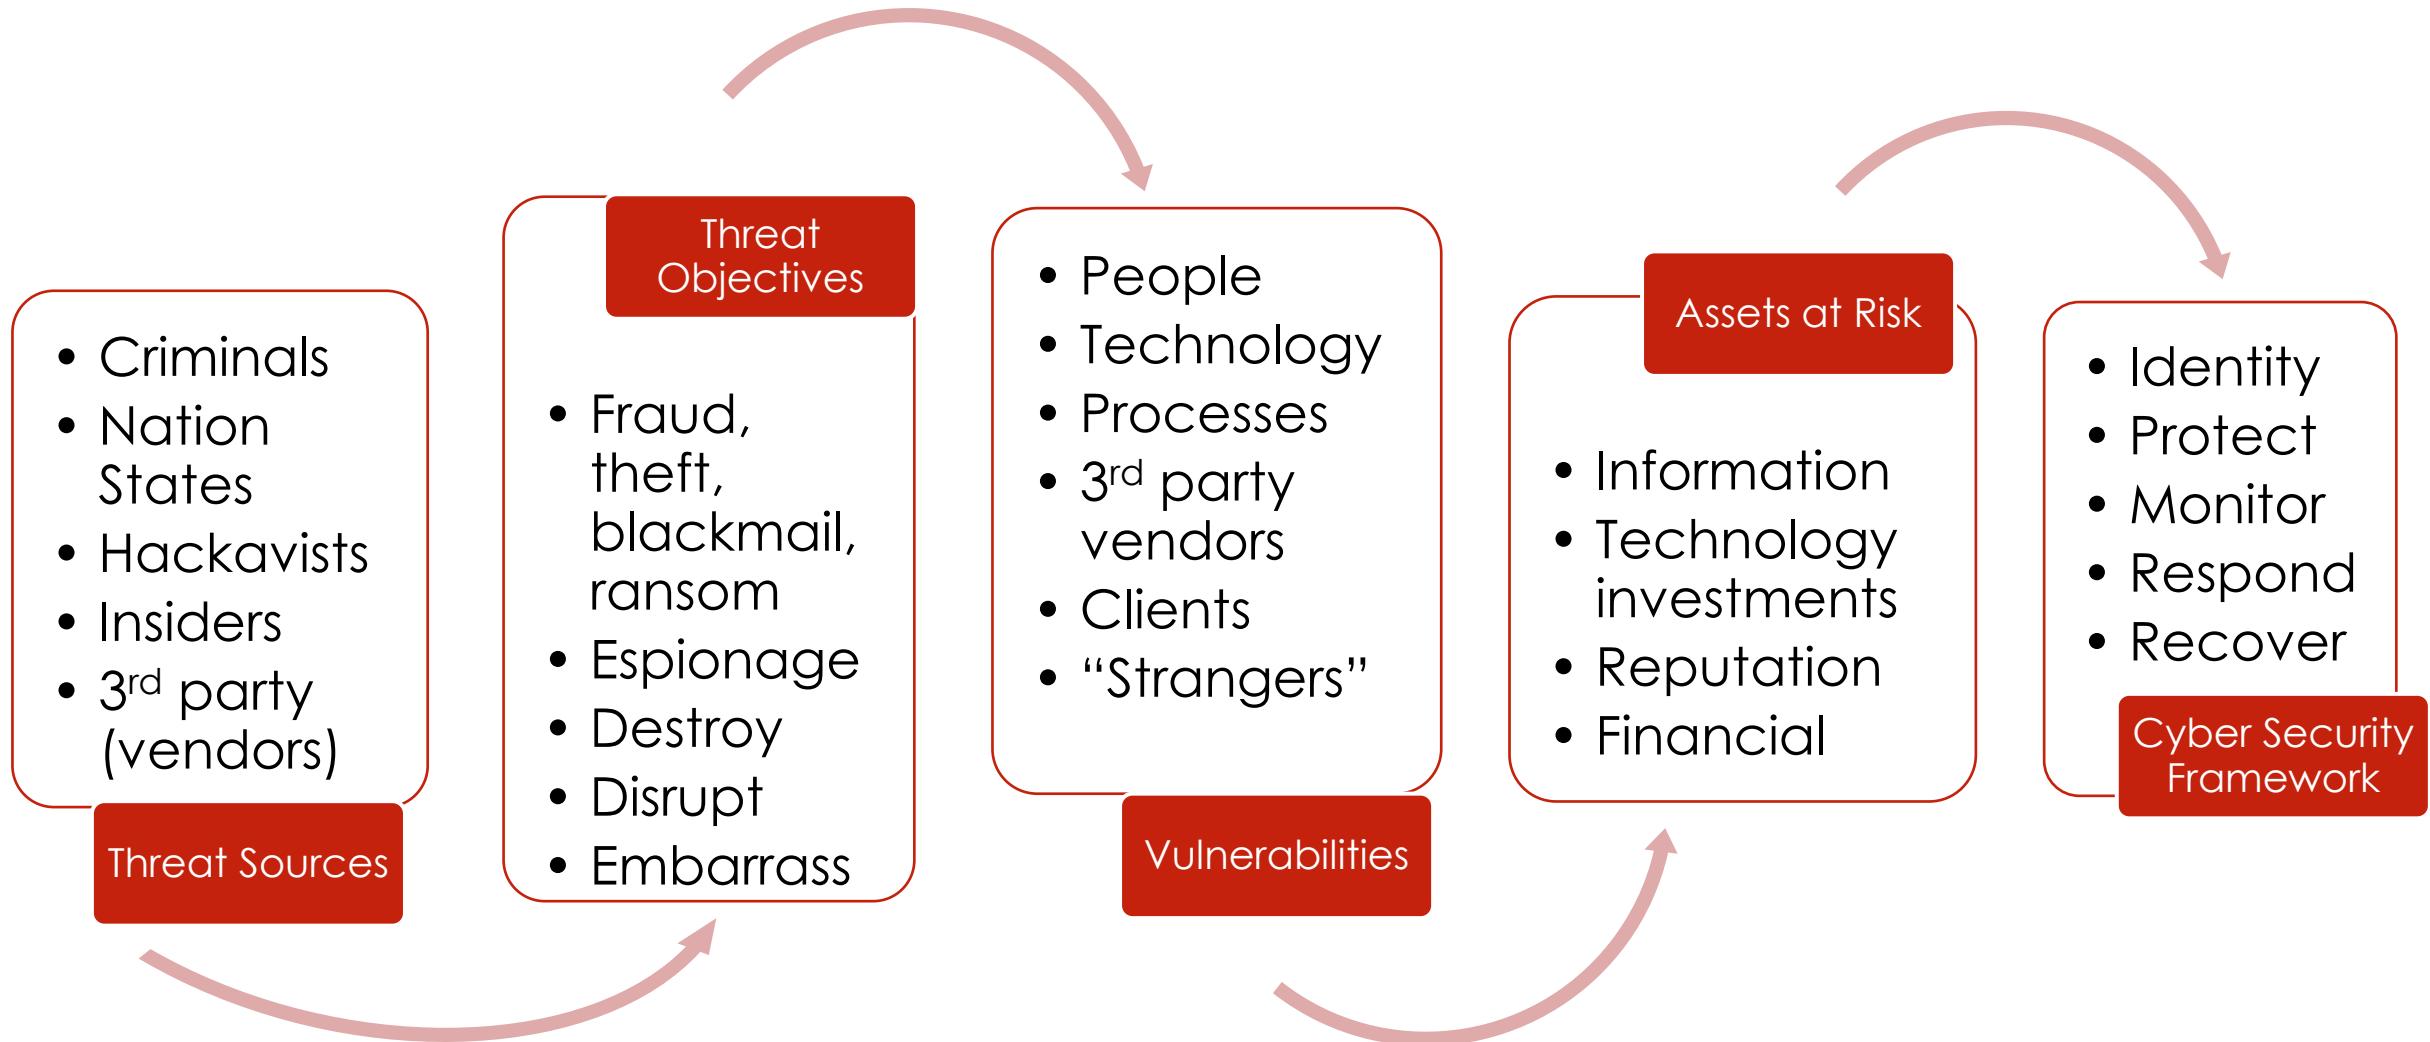 • Criminals
• Nation
States
• Hackavists
• Insiders
• 3rd party
(vendors)
Threat Sources
Threat
Objectives
• Fraud,
theft,
blackmail,
ransom
• Espionage
• Destroy
• Disrupt
• Embarrass
• People
• Technology
• Processes
• 3rd party
vendors
• Clients
• “Strangers”
Vulnerabilities
Assets at Risk
• Information
• Technology
investments
• Reputation
• Financial
• Identity
• Protect
• Monitor
• Respond
• Recover
Cyber Security
Framework